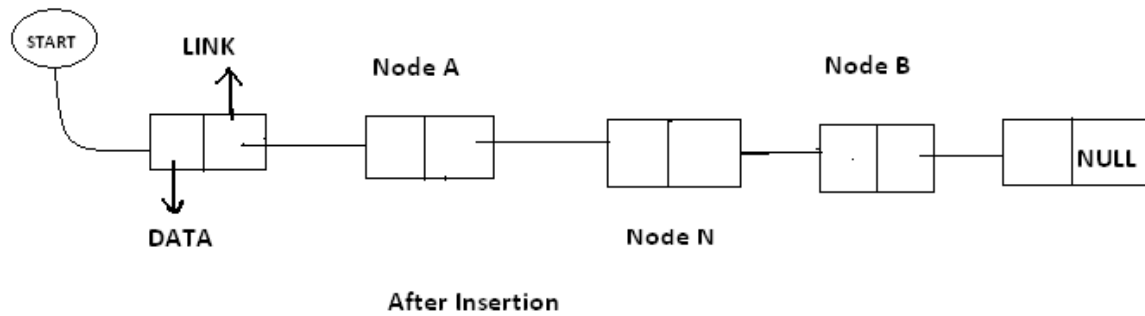 START
LINK
Node A
Node B
NULL
DATA
Node N
After Insertion